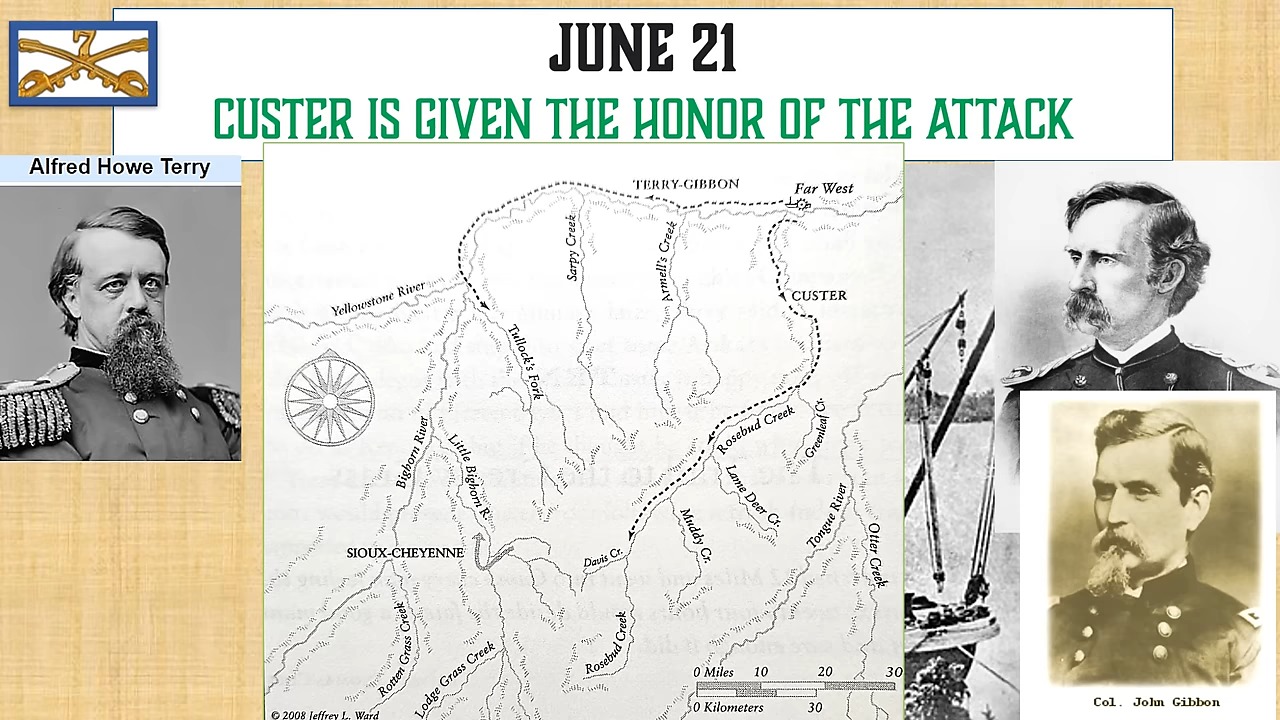 7
JUNE 21
CUSTER IS GIVEN THE HONOR OF THE ATTACK
Alfred Howe Terry
TERRY-GIBBON
Far West
Sarpy Creek
Armell's Creek
Yellowstone River
CUSTER
Tullock's Fork
Rosebud Creek
Greenleaf Cr.
Bighorn River
Little Bighorn R.
Lame Deer Cr.
Muddy Cr.
Tongue River
Otter Creek
SIOUX-CHEYENNE
Davis Cr.
Rotten Grass Creek
Lodge Grass Creek
Rosebud Creek
0 Miles 10 20 30
0 Kilometers 30
© 2008 Jeffrey L. Ward
Col. John Gibbon